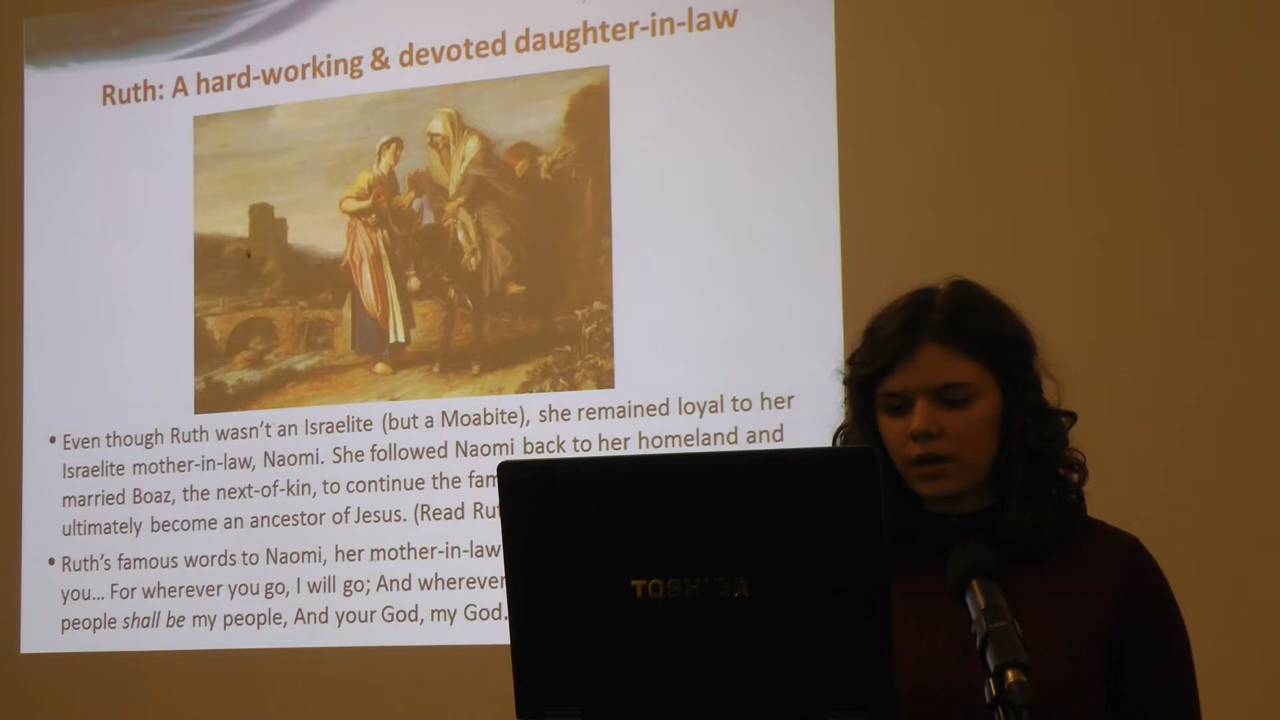 Ruth: A hard-working & devoted daughter-in-law
• Even though Ruth wasn't an Israelite (but a Moabite), she remained loyal to her
Israelite mother-in-law, Naomi. She followed Naomi back to her homeland and
married Boaz, the next-of-kin, to continue the
ultimately become an ancestor of Jesus. (Read
• Ruth's famous words to Naomi, her mother-in-law
you... For wherever you go, I will go; And wherever
people shall be my people, And your God, my God.
TOSHIBA